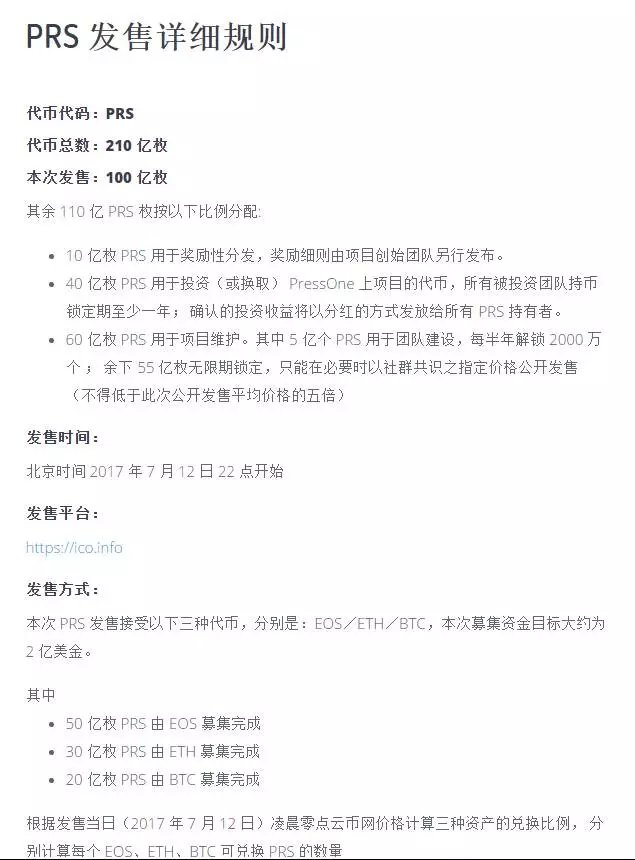 PRS 发售详细规则
代币代码：PRS
代币总数：210 亿枚
本次发售：100 亿枚
其余 110 亿 PRS 枚按以下比例分配:
• 10 亿枚 PRS 用于奖励性分发，奖励细则由项目创始团队另行发布。
• 40 亿枚 PRS 用于投资（或换取） PressOne 上项目的代币，所有被投资团队持币
锁定期至少一年； 确认的投资收益将以分红的方式发放给所有 PRS 持有者。
• 60 亿枚 PRS 用于项目维护。其中 5 亿个 PRS 用于团队建设，每半年解锁 2000 万
个 ； 余下 55 亿枚无限期锁定，只能在必要时以社群共识之指定价格公开发售
（不得低于此次公开发售平均价格的五倍）
发售时间：
北京时间 2017 年 7 月 12 日 22 点开始
发售平台：
https://ico.info
发售方式：
本次 PRS 发售接受以下三种代币，分别是：EOS／ETH／BTC，本次募集资金目标大约为
2 亿美金。
其中
• 50 亿枚 PRS 由 EOS 募集完成
• 30 亿枚 PRS 由 ETH 募集完成
• 20 亿枚 PRS 由 BTC 募集完成
根据发售当日（2017 年 7 月 12 日）凌晨零点云币网价格计算三种资产的兑换比例， 分
别计算每个 EOS、ETH、BTC 可兑换 PRS 的数量